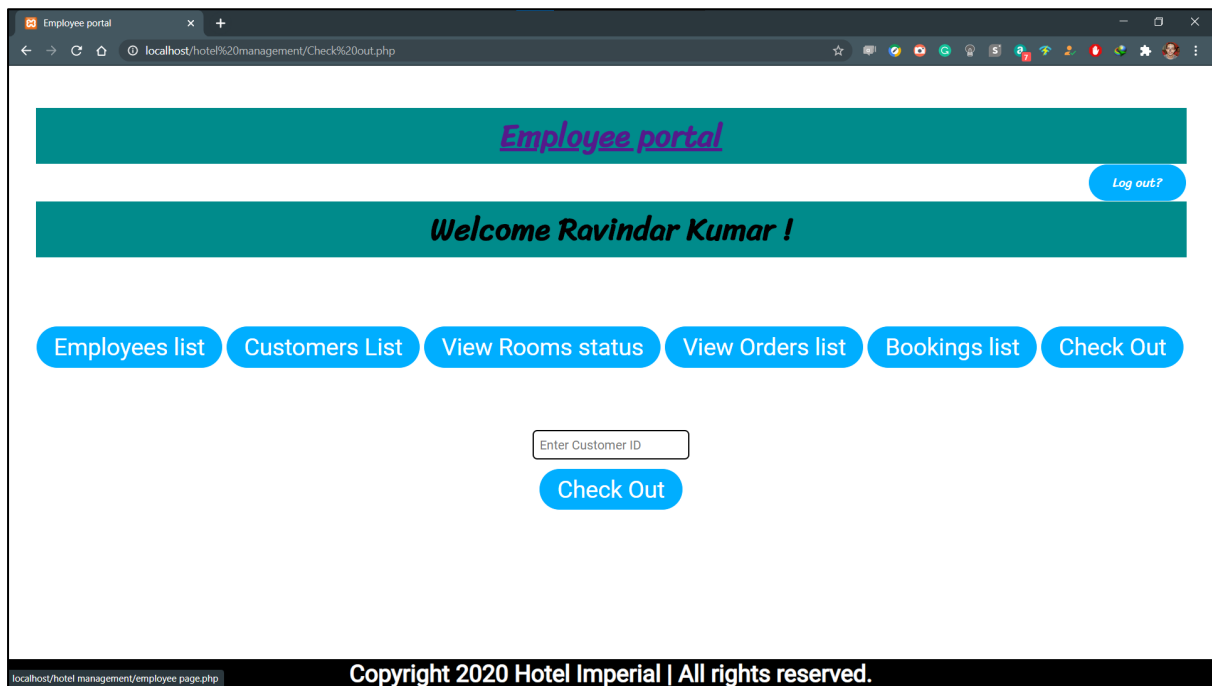 Employee portal
localhost/hotel%20management/Check%20out.php
Employee portal
Log out?
Welcome Ravindar Kumar !
Employees list Customers List View Rooms status View Orders list Bookings list Check Out
Enter Customer ID
Check Out
Copyright 2020 Hotel Imperial | All rights reserved.
localhost/hotel management/employee page.php